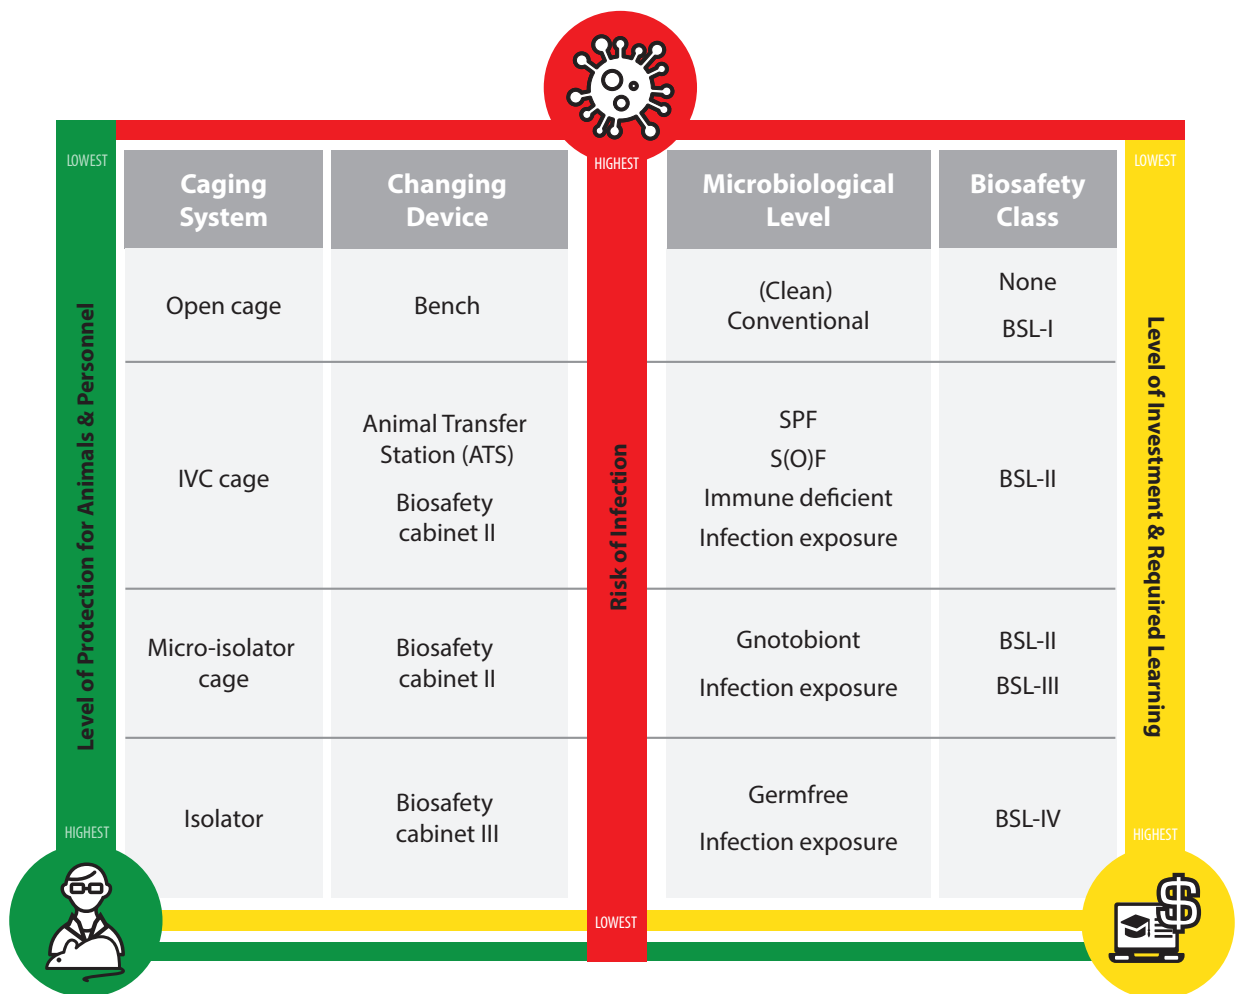 LOWEST
HIGHEST
LOWEST
Caging
System
Changing
Device
Microbiological
Level
Biosafety
Class
Open cage
Bench
(Clean)
Conventional
None
BSL-I
IVC cage
Animal Transfer
Station (ATS)
Biosafety
cabinet II
SPF
S(O)F
Immune deficient
Infection exposure
BSL-II
Micro-isolator
cage
Biosafety
cabinet II
Gnotobiont
Infection exposure
BSL-II
BSL-III
Isolator
Biosafety
cabinet III
Germfree
Infection exposure
BSL-IV
Level of Protection for Animals & Personnel
Risk of Infection
Level of Investment & Required Learning
HIGHEST
LOWEST
HIGHEST
$